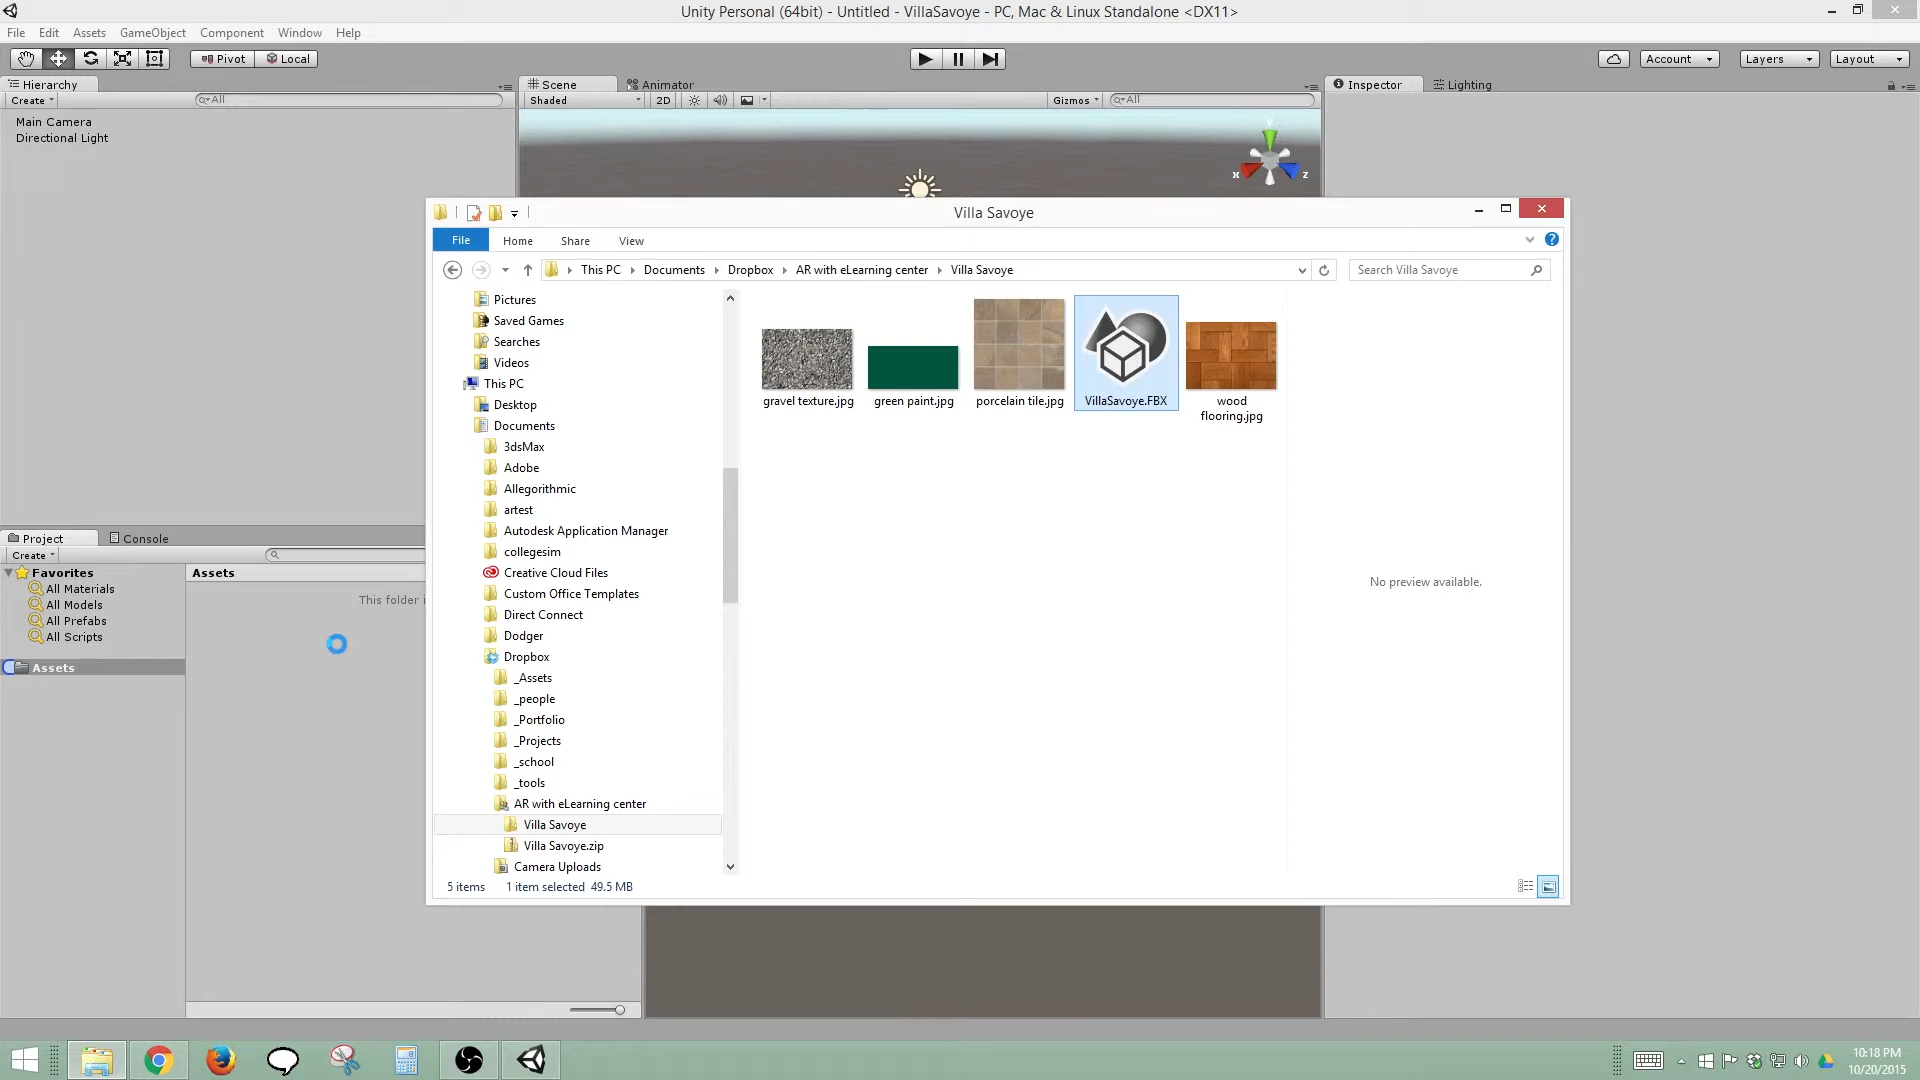 Unity Personal (64bit) - Untitled - VillaSavoye - PC, Mac & Linux Standalone <DX11>
File Edit Assets GameObject Component Window Help
Pivot Local Account Layers Layout
Hierarchy Scene Animator Inspector Lighting
Create All Shaded 2D Gizmos All
Main Camera
Directional Light
y
x z
Villa Savoye
File Home Share View
This PC Documents Dropbox AR with eLearning center Villa Savoye Search Villa Savoye
Pictures
Saved Games
Searches
Videos
This PC
Desktop
Documents
3dsMax
Adobe
Allegorithmic
artest
Autodesk Application Manager
collegesim
Creative Cloud Files
Custom Office Templates
Direct Connect
Dodger
Dropbox
_Assets
_people
_Portfolio
_Projects
_school
_tools
AR with eLearning center
Villa Savoye
Villa Savoye.zip
Camera Uploads
gravel texture.jpg green paint.jpg porcelain tile.jpg VillaSavoye.FBX wood
flooring.jpg
No preview available.
5 items 1 item selected 49.5 MB
Project Console
Create
Favorites
All Materials
All Models
All Prefabs
All Scripts
Assets
Assets
This folder i
10:18 PM
10/20/2015